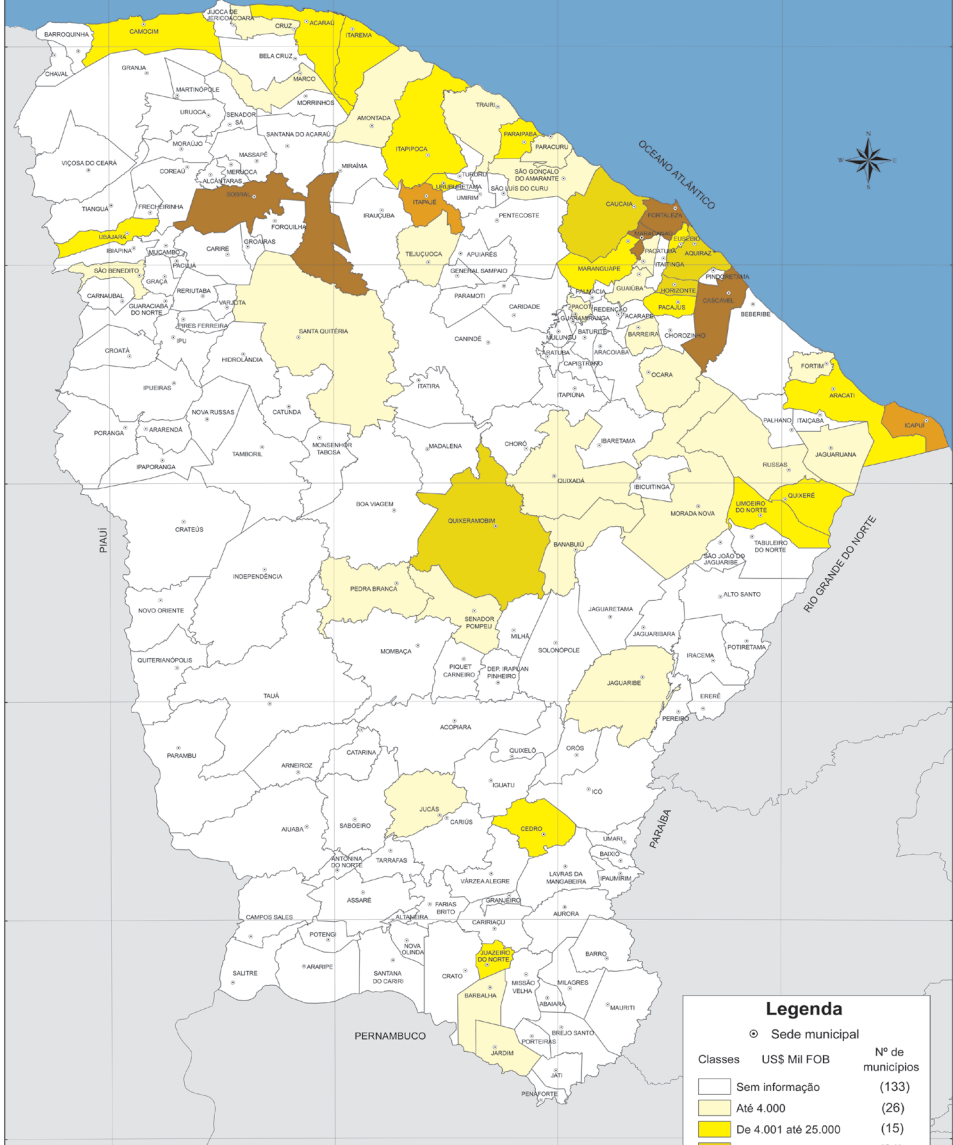 BARROQUINHA
CAMOCIM
JIJOCA DE
JERICOACOARA
CRUZ
ACARAÚ
ITAREMA
CHAVAL
GRANJA
BELA CRUZ
MARCO
MARTINÓPOLE
MORRINHOS
URUOCA
SENADOR
SÁ
AMONTADA
TRAIRI
MORAÚJO
SANTANA DO ACARAÚ
ITAPIPOCA
PARAIPABA
PARACURU
OCEANO ATLÂNTICO
VIÇOSA DO CEARÁ
COREAÚ
MASSAPÊ
MERUOCA
ALCÂNTARAS
MIRAÍMA
TURURU
URUBURETAMA
UMIRIM
SÃO LUÍS DO CURU
SÃO GONÇALO
DO AMARANTE
TIANGUÁ
FRECHEIRINHA
SOBRAL
IRAUÇUBA
ITAPAJÉ
PENTECOSTE
CAUCAIA
FORTALEZA
UBAJARA
FORQUILHA
MARACANAÚ
EUSÉBIO
IBIAPINA
MUCAMBO
CARIRÉ
GROAÍRAS
TEJUÇUOCA
APUIARÉS
PACATUBA
AQUIRAZ
ITAITINGA
SÃO BENEDITO
PACUJÁ
GENERAL SAMPAIO
MARANGUAPE
PINDORETAMA
GRAÇA
RERIUTABA
PARAMOTI
GUAIÚBA
HORIZONTE
CARNAUBAL
GUARACIABA
DO NORTE
VARJOTA
CARIDADE
PALMÁCIA
PACOTI
REDENÇÃO
PACAJUS
CASCAVEL
BEBERIBE
PIRES FERREIRA
GUARAMIRANGA
ACARAPE
IPU
SANTA QUITÉRIA
CANINDÉ
MULUNGU
BATURITÉ
BARREIRA
CHOROZINHO
CROATÁ
HIDROLÂNDIA
ARATUBA
ARACOIABA
CAPISTRANO
OCARA
FORTIM
IPUEIRAS
ITATIRA
ITAPIÚNA
ARACATI
NOVA RUSSAS
CATUNDA
PALHANO
ITAIÇABA
ICAPUÍ
PORANGA
ARARENDÁ
MONSENHOR
TABOSA
MADALENA
CHORÓ
IBARETAMA
TAMBORIL
IPAPORANGA
JAGUARUANA
RUSSAS
QUIXADÁ
IBICUITINGA
QUIXERÉ
BOA VIAGEM
LIMOEIRO
DO NORTE
MORADA NOVA
CRATEÚS
QUIXERAMOBIM
PIAUÍ
BANABUIÚ
TABULEIRO
DO NORTE
SÃO JOÃO DO
JAGUARIBE
RIO GRANDE DO NORTE
INDEPENDÊNCIA
PEDRA BRANCA
ALTO SANTO
NOVO ORIENTE
SENADOR
POMPEU
JAGUARETAMA
MILHÃ
JAGUARIBARA
MOMBAÇA
SOLONÓPOLE
POTIRETAMA
IRACEMA
QUITERIANÓPOLIS
PIQUET
CARNEIRO
DEP. IRAPUAN
PINHEIRO
JAGUARIBE
TAUÁ
ERERÊ
PEREIRO
ACOPIARA
PARAMBU
CATARINA
QUIXELÔ
ORÓS
ARNEIROZ
IGUATU
ICÓ
JUCÁS
CARIÚS
SABOEIRO
AIUABA
CEDRO
UMARI
PARAÍBA
BAIXIO
ANTONINA
DO NORTE
TARRAFAS
LAVRAS DA
MANGABEIRA
IPAUMIRIM
VÁRZEA ALEGRE
ASSARÉ
FARIAS
BRITO
GRANJEIRO
CAMPOS SALES
ALTANEIRA
AURORA
CARIRIAÇU
POTENGI
NOVA
OLINDA
JUAZEIRO
DO NORTE
BARRO
SALITRE
ARARIPE
SANTANA
DO CARIRI
CRATO
MISSÃO
VELHA
MILAGRES
BARBALHA
ABAIARA
MAURITI
PERNAMBUCO
BREJO SANTO
PORTEIRAS
JARDIM
JATI
PENAFORTE
Legenda
Sede municipal
Classes US$ Mil FOB Nº de
municípios
Sem informação (133)
Até 4.000 (26)
De 4.001 até 25.000 (15)